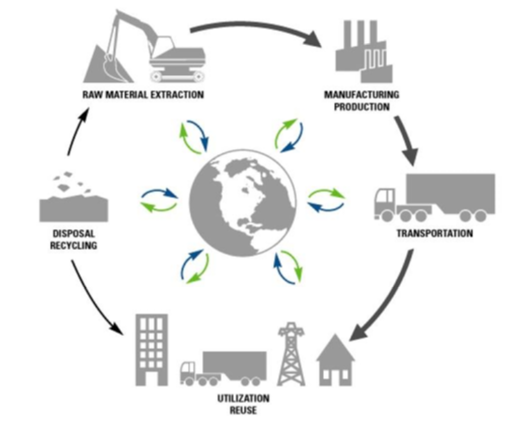 RAW MATERIAL EXTRACTION
MANUFACTURING
PRODUCTION
DISPOSAL
RECYCLING
TRANSPORTATION
UTILIZATION
REUSE